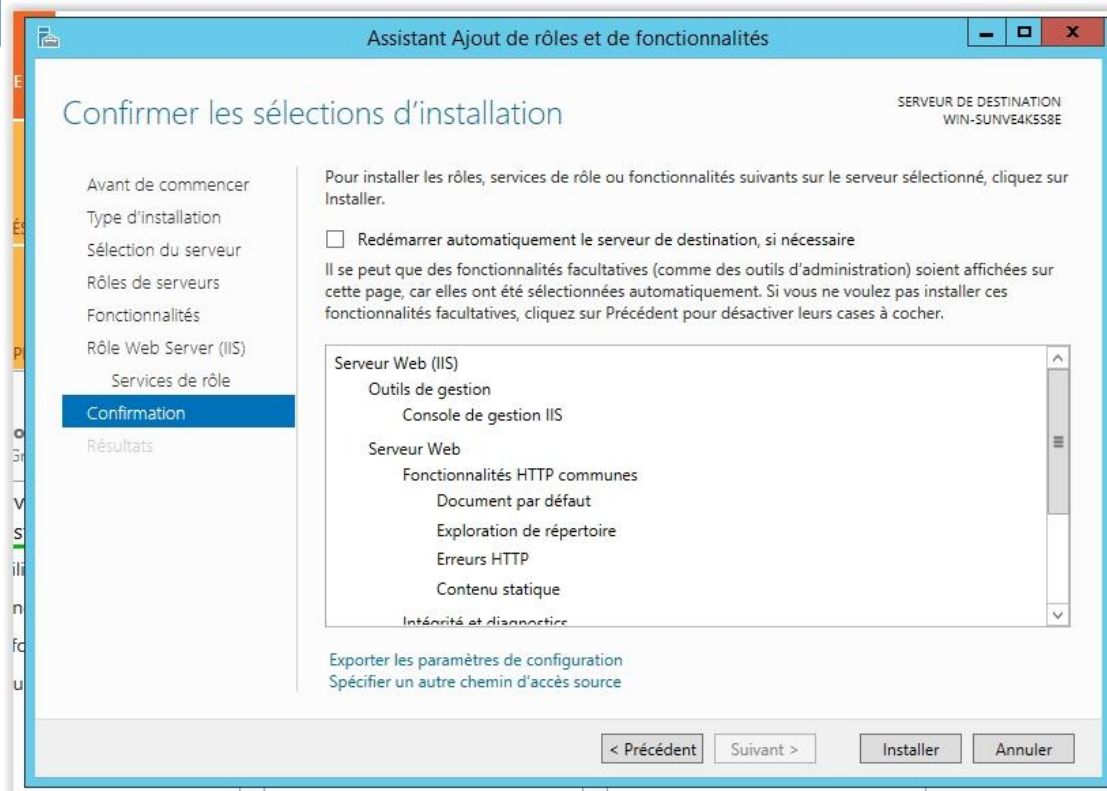 Assistant Ajout de rôles et de fonctionnalités
Confirmer les sélections d'installation
SERVEUR DE DESTINATION
WIN-SUNVE4K5S8E
Avant de commencer
Type d'installation
Sélection du serveur
Rôles de serveurs
Fonctionnalités
Rôle Web Server (IIS)
Services de rôle
Confirmation
Résultats
Pour installer les rôles, services de rôle ou fonctionnalités suivants sur le serveur sélectionné, cliquez sur
Installer.
Redémarrer automatiquement le serveur de destination, si nécessaire
Il se peut que des fonctionnalités facultatives (comme des outils d'administration) soient affichées sur
cette page, car elles ont été sélectionnées automatiquement. Si vous ne voulez pas installer ces
fonctionnalités facultatives, cliquez sur Précédent pour désactiver leurs cases à cocher.
Serveur Web (IIS)
Outils de gestion
Console de gestion IIS
Serveur Web
Fonctionnalités HTTP communes
Document par défaut
Exploration de répertoire
Erreurs HTTP
Contenu statique
Intégrité et diagnostics
Exporter les paramètres de configuration
Spécifier un autre chemin d'accès source
< Précédent
Suivant >
Installer
Annuler